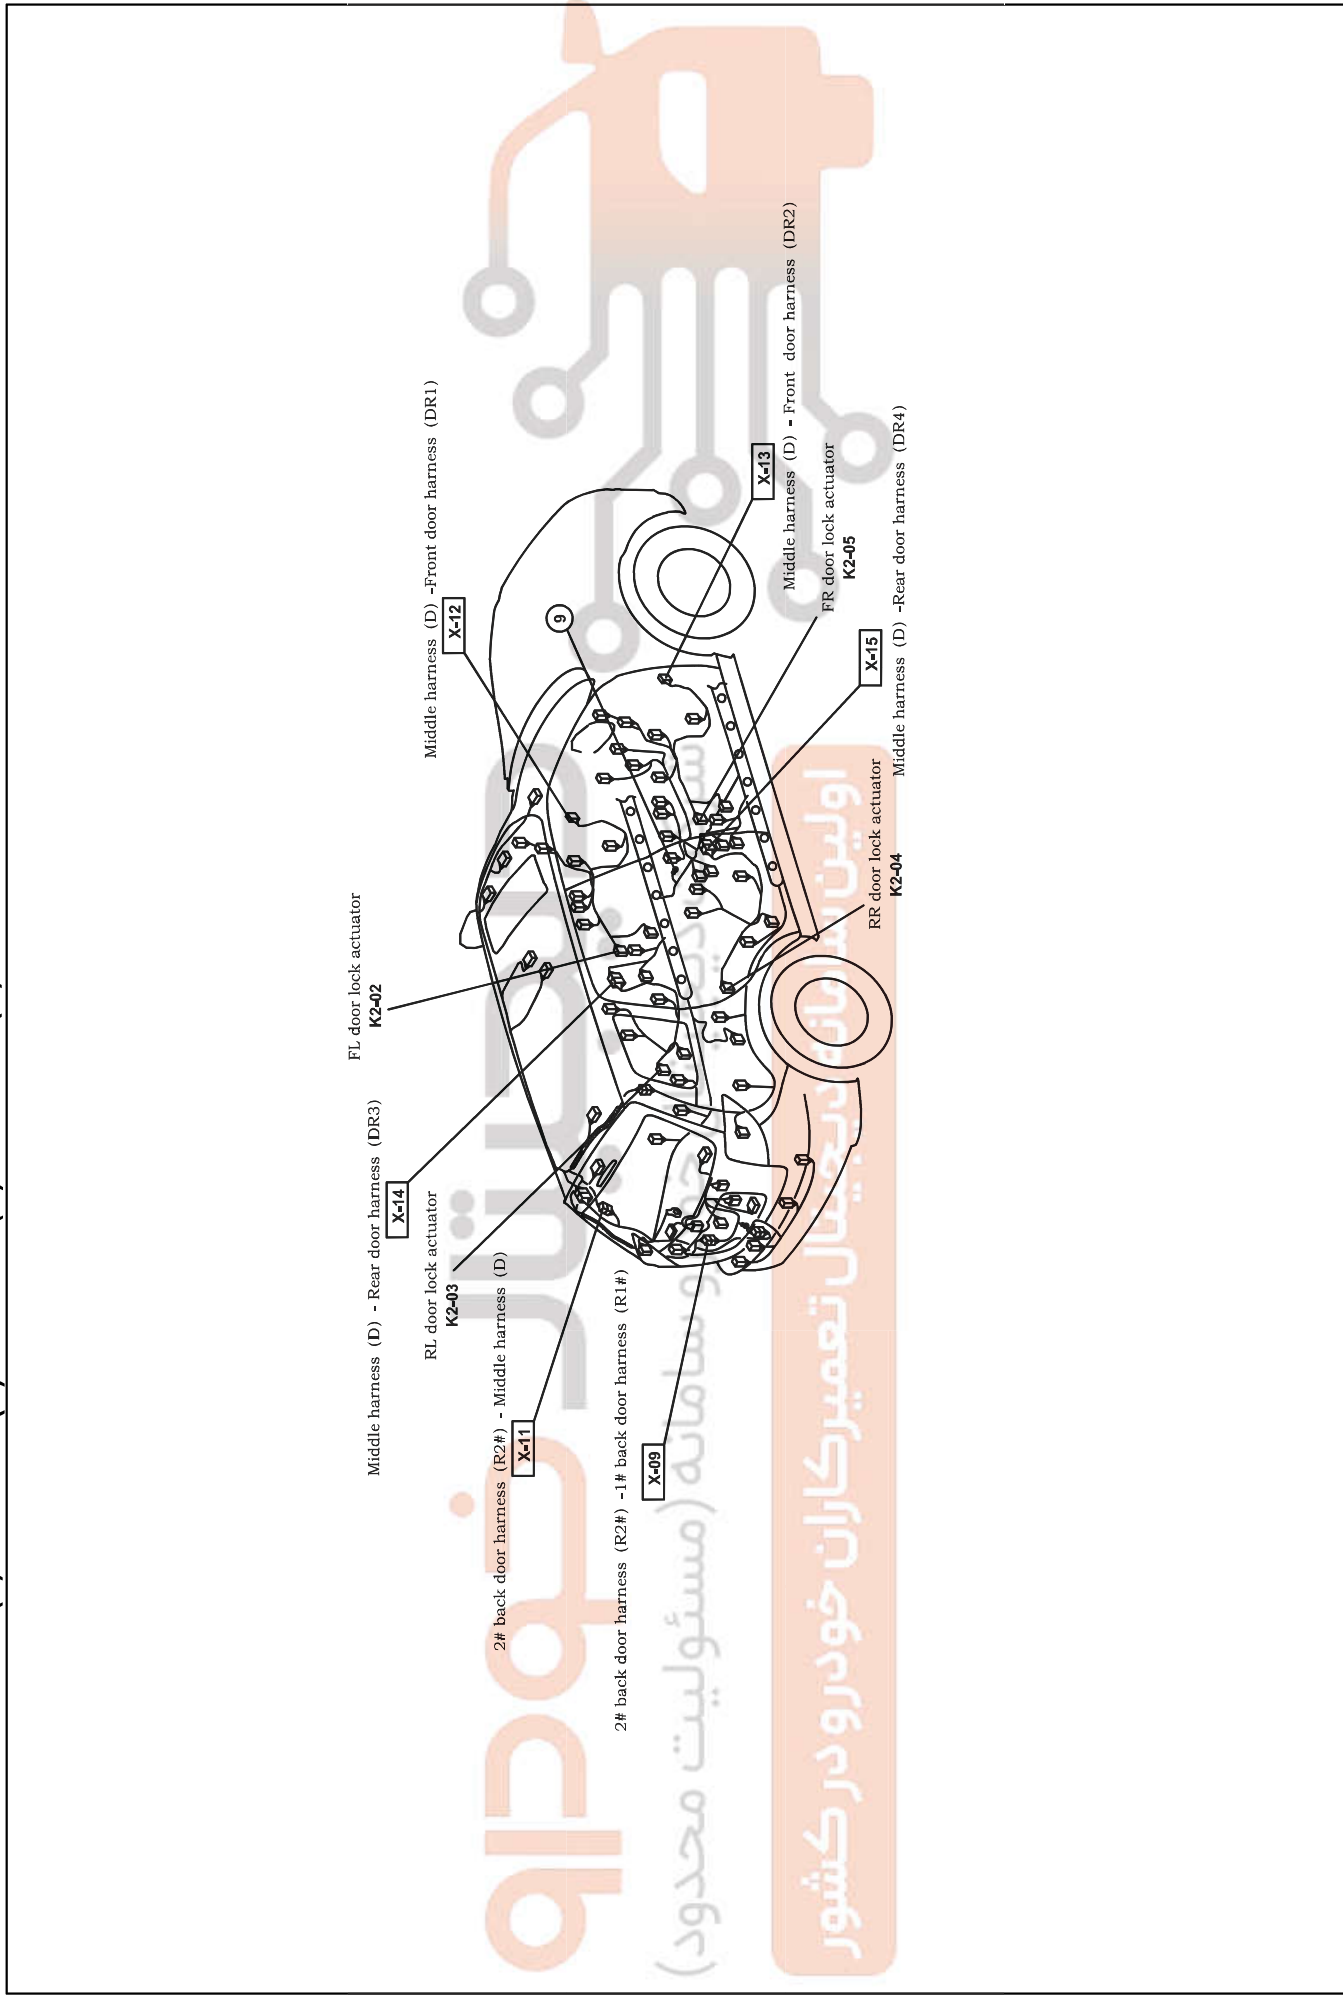 FL door lock actuator
K2-02
Middle harness (D) - Rear door harness (DR3)
X-14
RL door lock actuator
K2-03
Middle harness (D) -Front door harness (DR1)
X-12
2# back door harness (R2#) - Middle harness (D)
X-11
9
2# back door harness (R2#) -1# back door harness (R1#)
X-09
X-13
Middle harness (D) - Front door harness (DR2)
FR door lock actuator
K2-05
X-15
Middle harness (D) -Rear door harness (DR4)
RR door lock actuator
K2-04
(مسئولیت محدود)
اولین سامانه دیجیتال تعمیرکاران خودرو در کشور